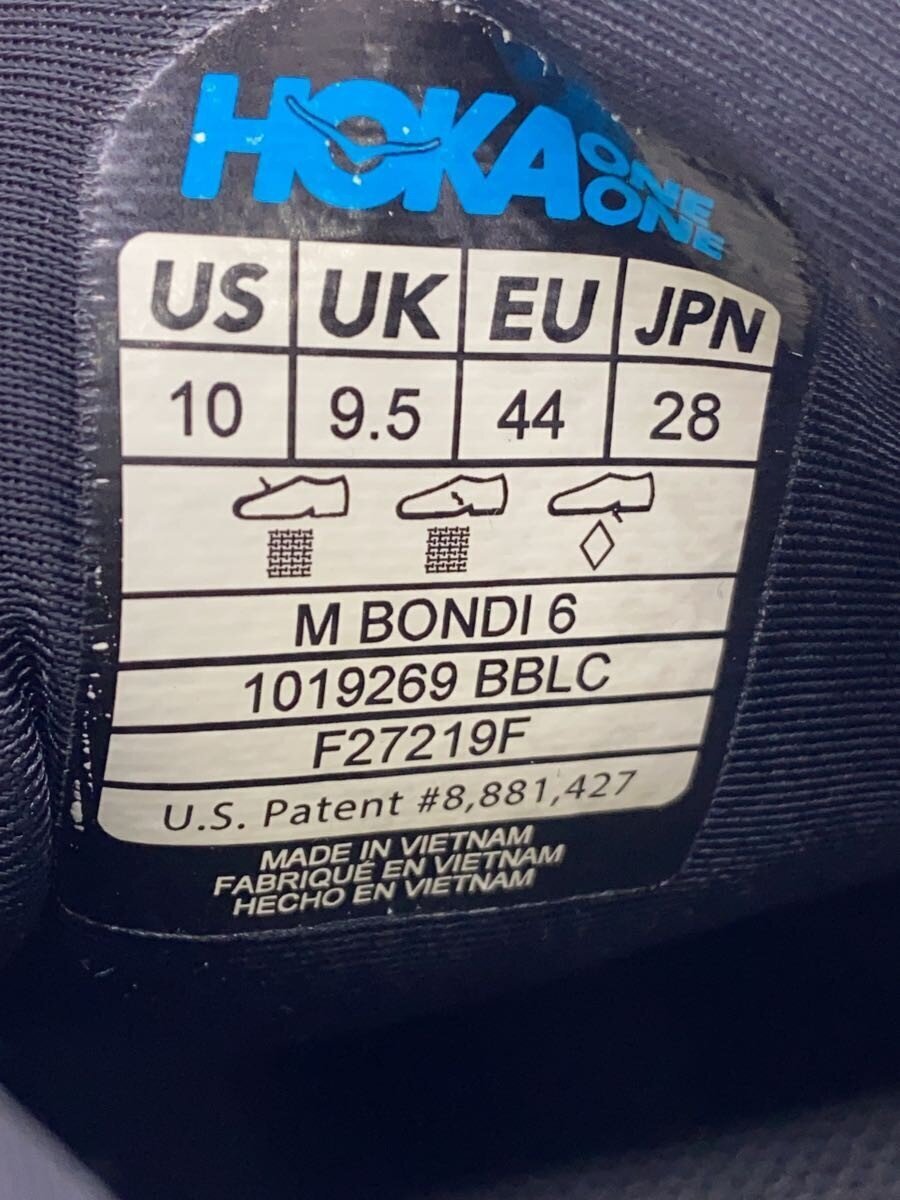 HOKA ONE ONE
US UK EU JPN
10 9.5 44 28
M BONDI 6
1019269 BBLC
F27219F
U.S. Patent #8,881,427
MADE IN VIETNAM
FABRIQUÉ EN VIETNAM
HECHO EN VIETNAM